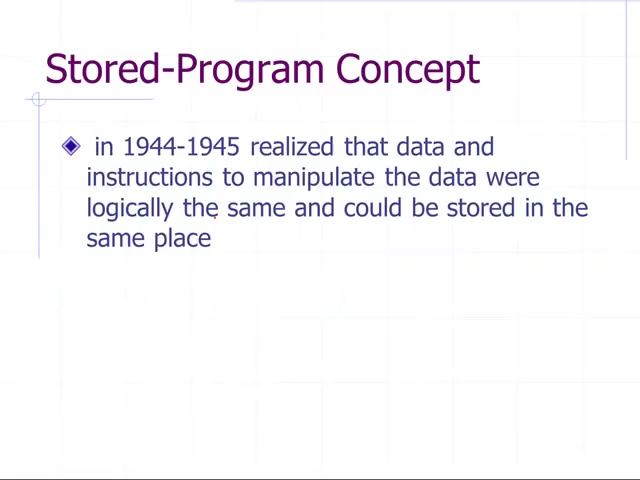 Stored-Program Concept
in 1944-1945 realized that data and
instructions to manipulate the data were
logically the same and could be stored in the
same place